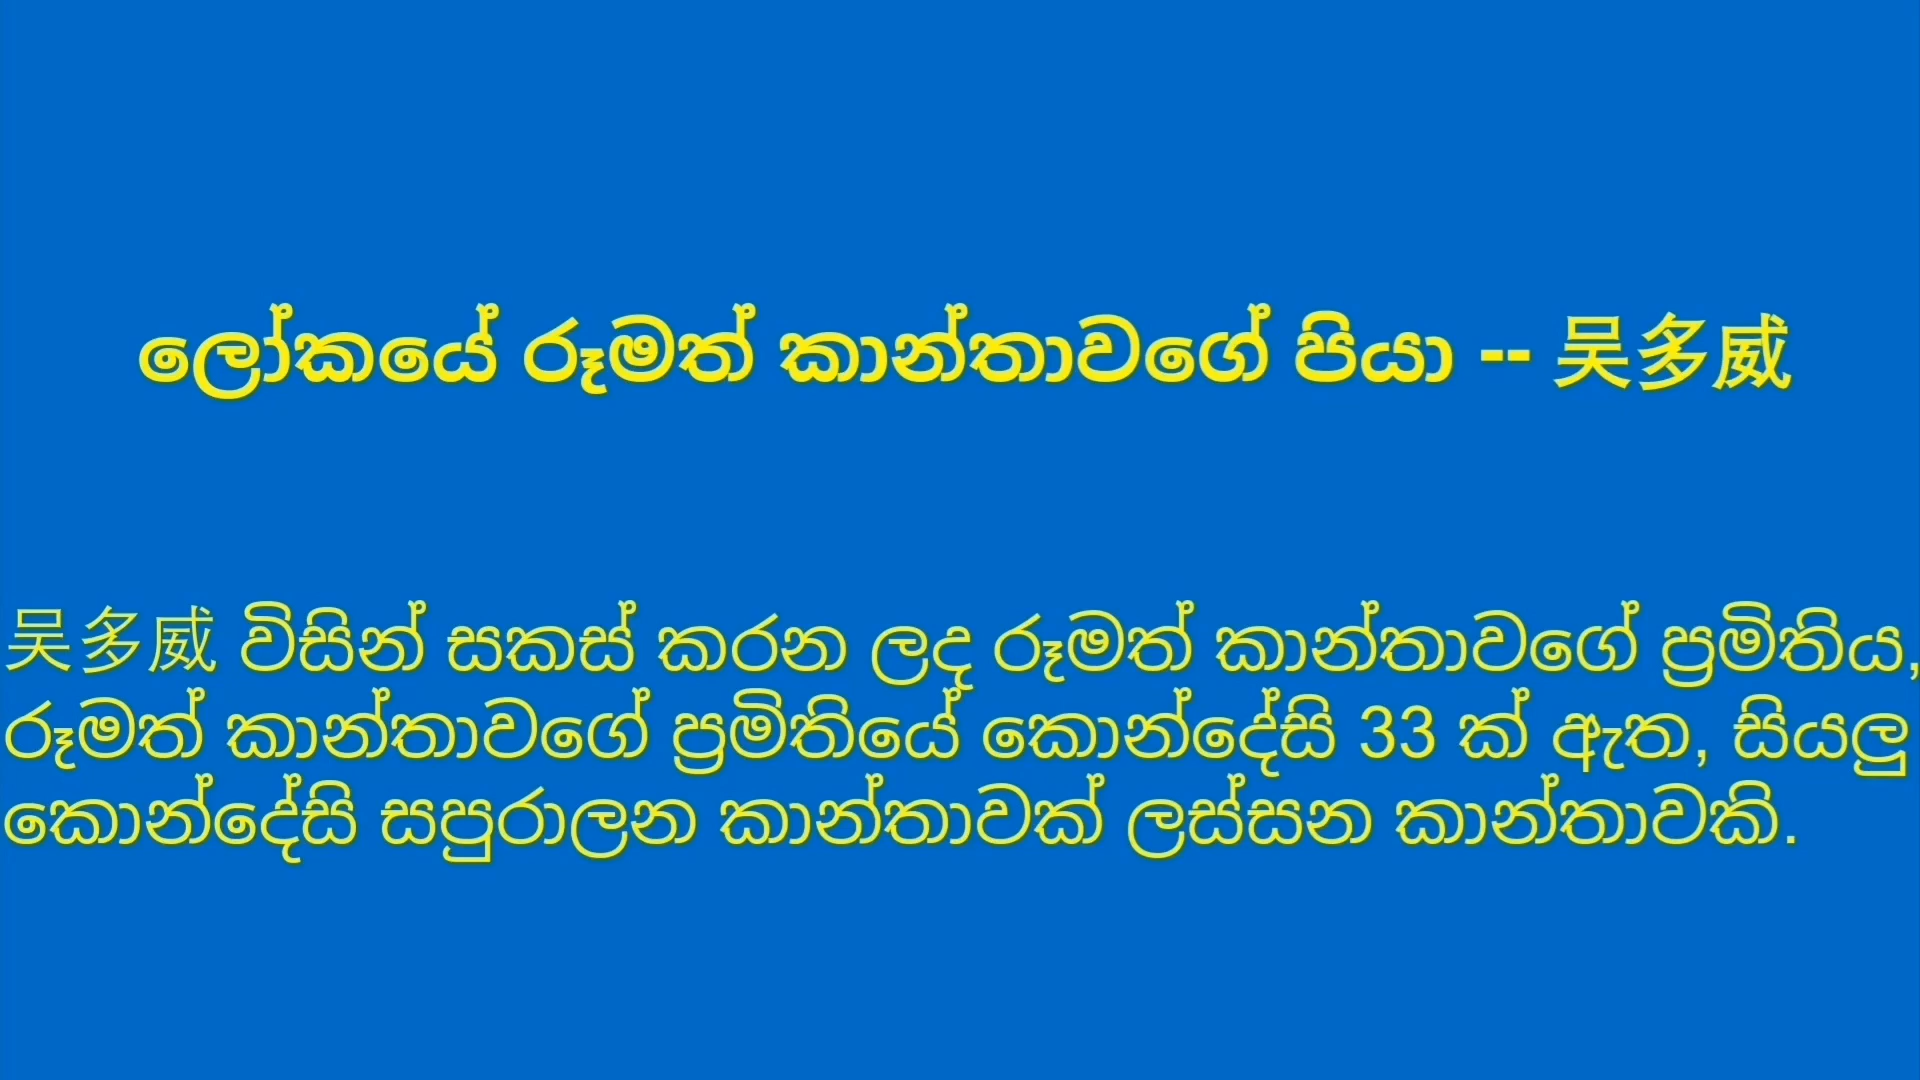 ලෝකයේ රූමත් කාන්තාවගේ පියා -- 吴多威
吴多威 විසින් සකස් කරන ලද රූමත් කාන්තාවගේ ප්‍රමිතිය,
රූමත් කාන්තාවගේ ප්‍රමිතියේ කොන්දේසි 33 ක් ඇත, සියලු
කොන්දේසි සපුරාලන කාන්තාවක් ලස්සන කාන්තාවකි.